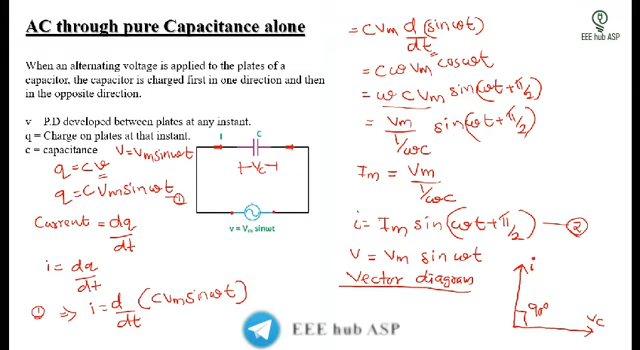 AC through pure Capacitance alone
When an alternating voltage is applied to the plates of a
capacitor, the capacitor is charged first in one direction and then
in the opposite direction.
v P.D developed between plates at any instant.
q = Charge on plates at that instant.
c = capacitance
V = Vm sinωt
q = Cv
q = C Vm sinωt ①
Current = dq/dt
i = dq/dt
① ⇒ i = d/dt (CVm sinωt)
I C
Vc
v = Vm sinωt
= CVm d/dt (sinωt)
= CωVm cosωt
= ωCVm sin(ωt + π/2)
= Vm / 1/ωC sin(ωt + π/2)
Im = Vm / 1/ωC
i = Im sin(ωt + π/2) — ②
V = Vm sinωt
Vector diagram
i
90°
Vc
EEE hub ASP
EEE hub ASP